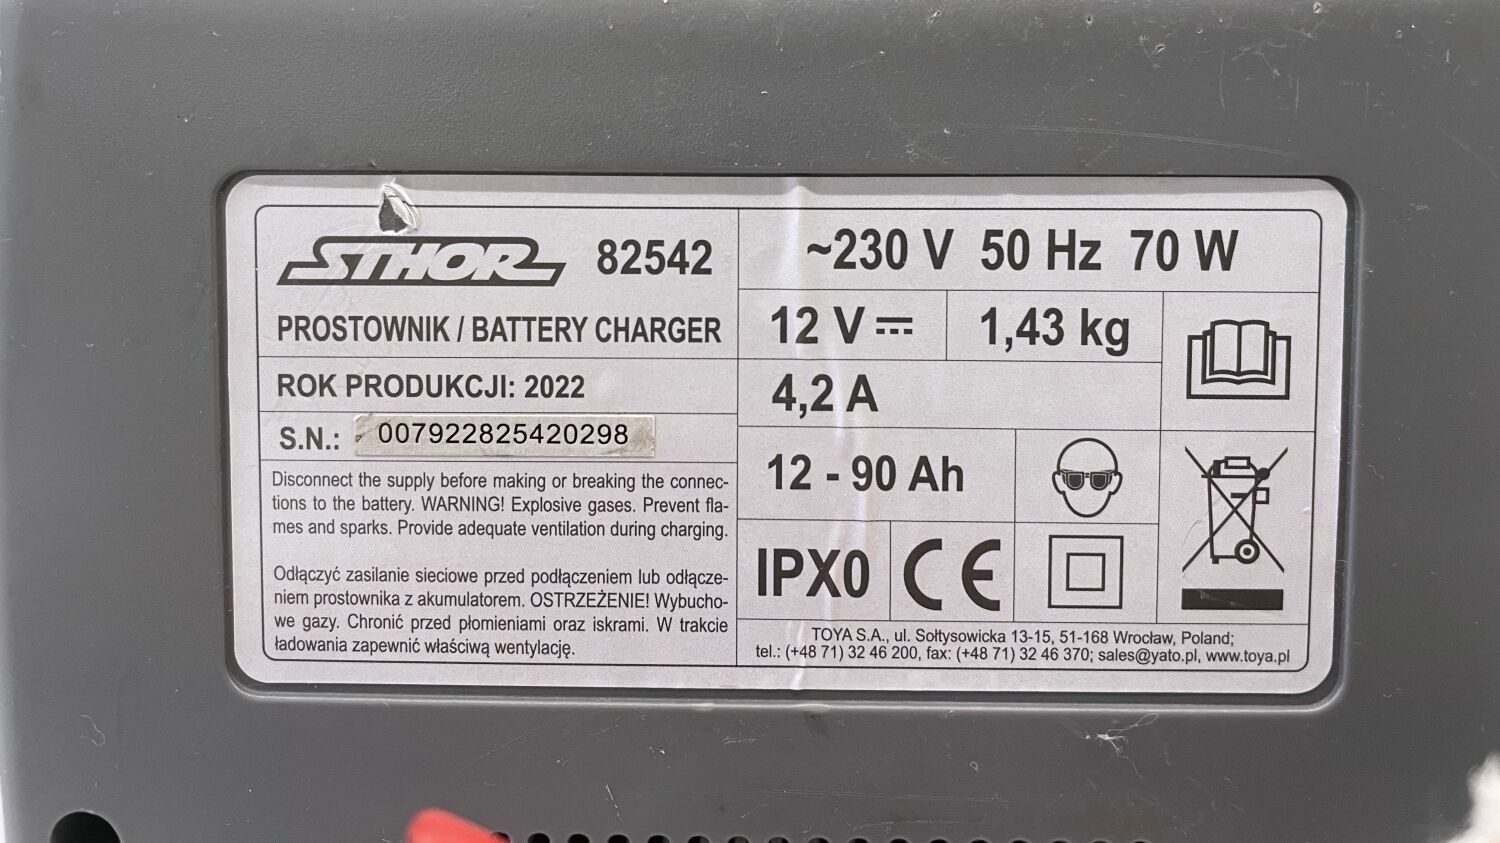 STHOR 82542
PROSTOWNIK / BATTERY CHARGER
ROK PRODUKCJI: 2022
S.N.: 007922825420298
Disconnect the supply before making or breaking the connec-
tions to the battery. WARNING! Explosive gases. Prevent fla-
mes and sparks. Provide adequate ventilation during charging.
Odłączyć zasilanie sieciowe przed podłączeniem lub odłącze-
niem prostownika z akumulatorem. OSTRZEŻENIE! Wybucho-
we gazy. Chronić przed płomieniami oraz iskrami. W trakcie
ładowania zapewnić właściwą wentylację.
~230 V 50 Hz 70 W
12 V 1,43 kg
4,2 A
12 - 90 Ah
IPX0 CE
TOYA S.A., ul. Sołtysowicka 13-15, 51-168 Wrocław, Poland;
tel.: (+48 71) 32 46 200, fax: (+48 71) 32 46 370; sales@yato.pl, www.toya.pl